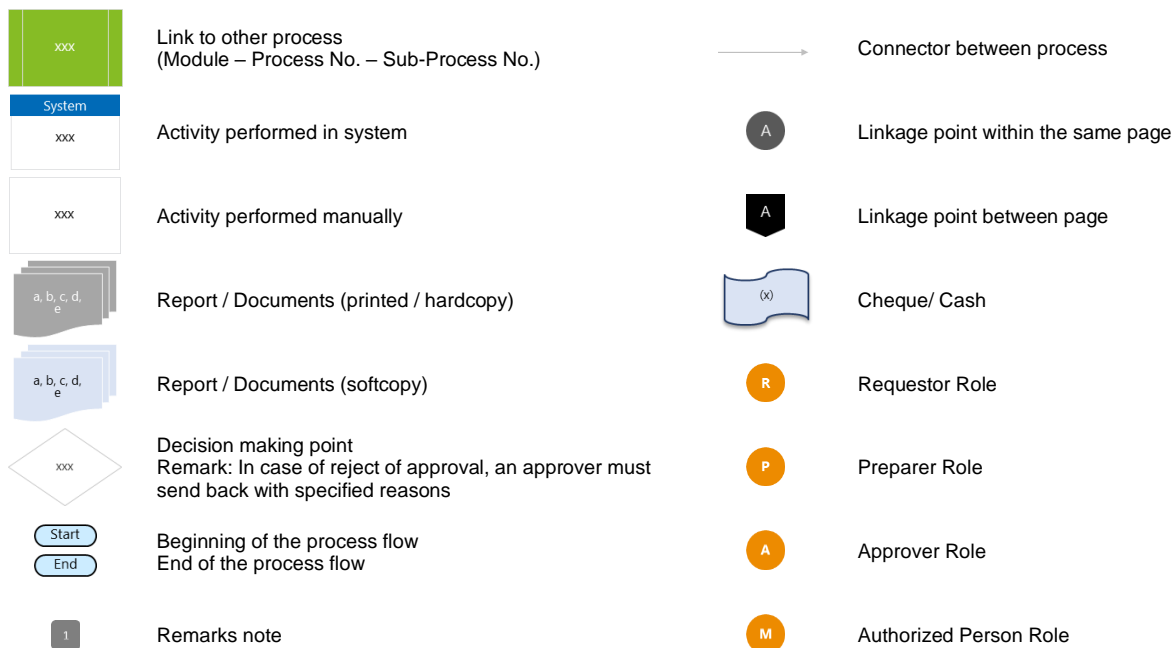 xxx
Link to other process
(Module – Process No. – Sub-Process No.)
Connector between process
System
xxx
Activity performed in system
A
Linkage point within the same page
xxx
Activity performed manually
A
Linkage point between page
a, b, c, d,
e
Report / Documents (printed / hardcopy)
(x)
Cheque/ Cash
a, b, c, d,
e
Report / Documents (softcopy)
R
Requestor Role
xxx
Decision making point
Remark: In case of reject of approval, an approver must
send back with specified reasons
P
Preparer Role
Start
End
Beginning of the process flow
End of the process flow
A
Approver Role
1
Remarks note
M
Authorized Person Role